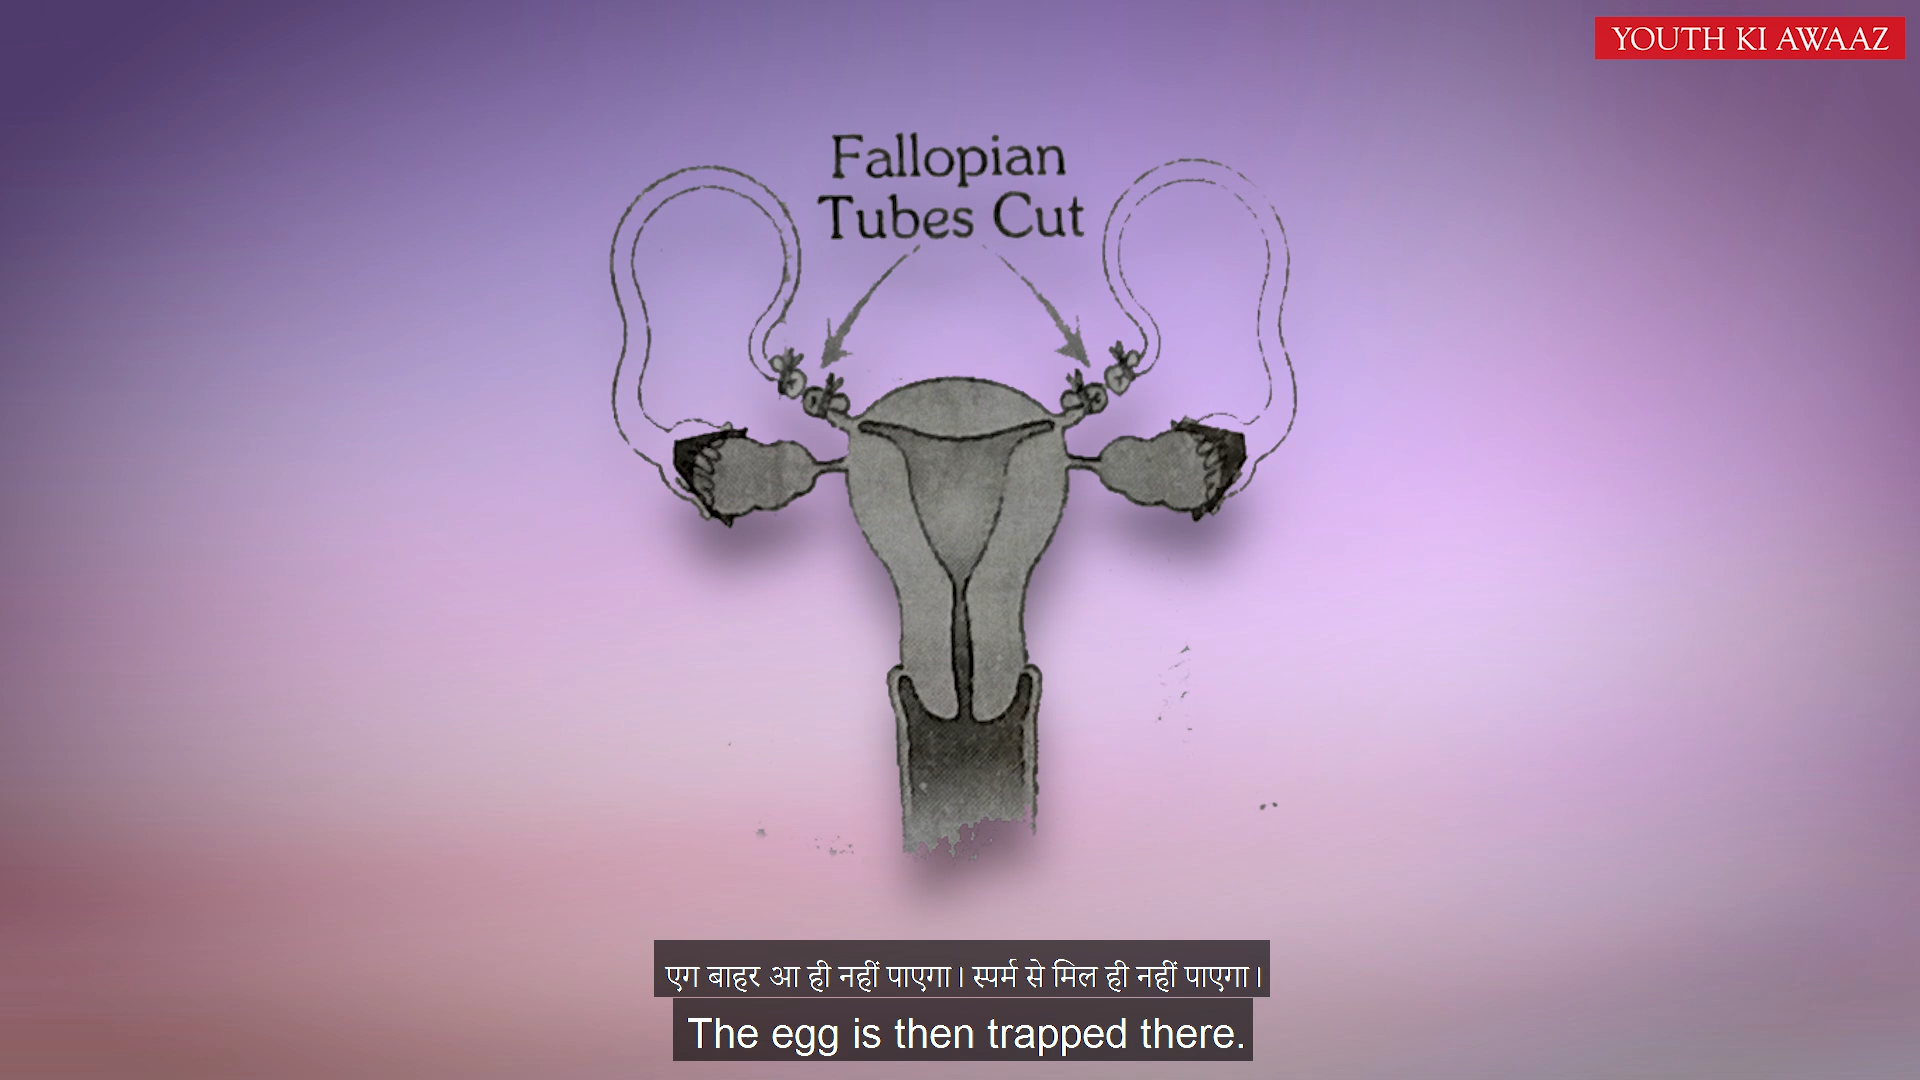 YOUTH KI AWAAZ
Fallopian
Tubes Cut
एग बाहर आ ही नहीं पाएगा। स्पर्म से मिल ही नहीं पाएगा।
The egg is then trapped there.